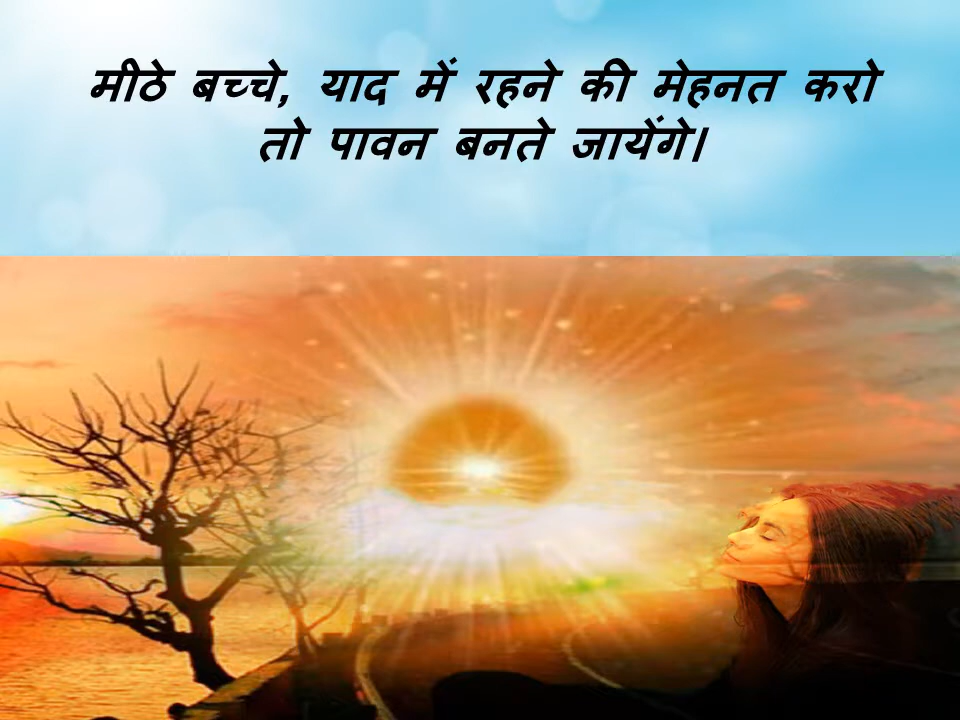 मीठे बच्चे, याद में रहने की मेहनत करो
तो पावन बनते जायेंगे।